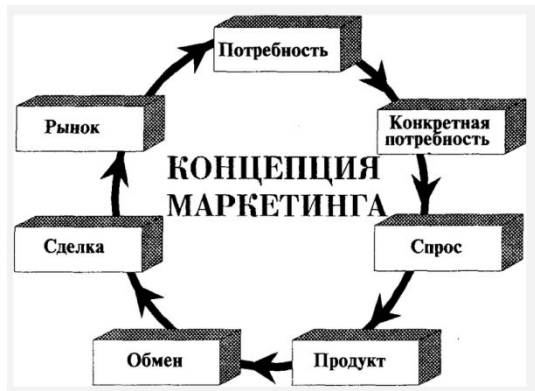 Потребность
Конкретная
потребность
Спрос
Продукт
Обмен
Сделка
Рынок
КОНЦЕПЦИЯ
МАРКЕТИНГА